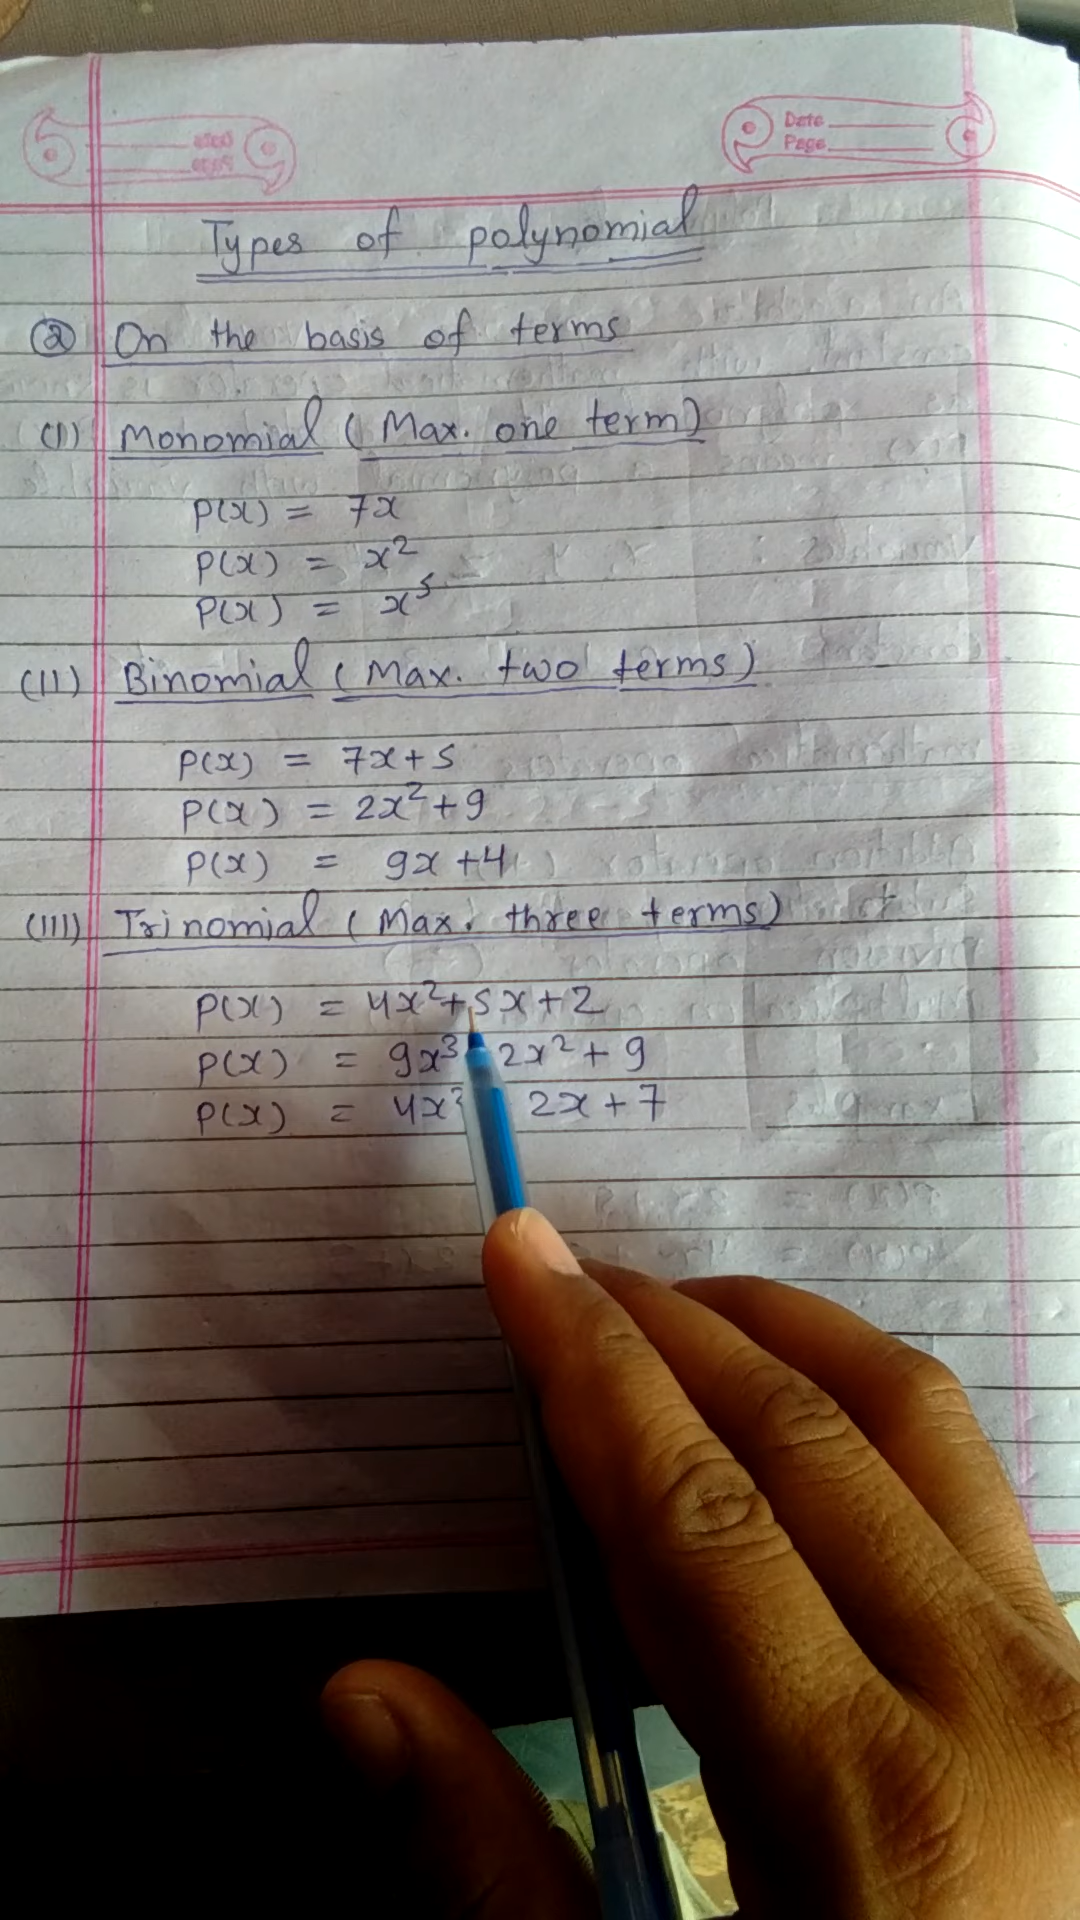 Date
Page
Types of polynomial
② On the basis of terms
(I) Monomial (Max. one term)
P(x) = 7x
P(x) = x²
P(x) = x⁵
(II) Binomial (Max. two terms)
P(x) = 7x+5
P(x) = 2x²+9
P(x) = 9x+4
(III) Trinomial (Max. three terms)
P(x) = 4x²+5x+2
P(x) = 9x³ 2x²+9
P(x) = 4x 2x+7